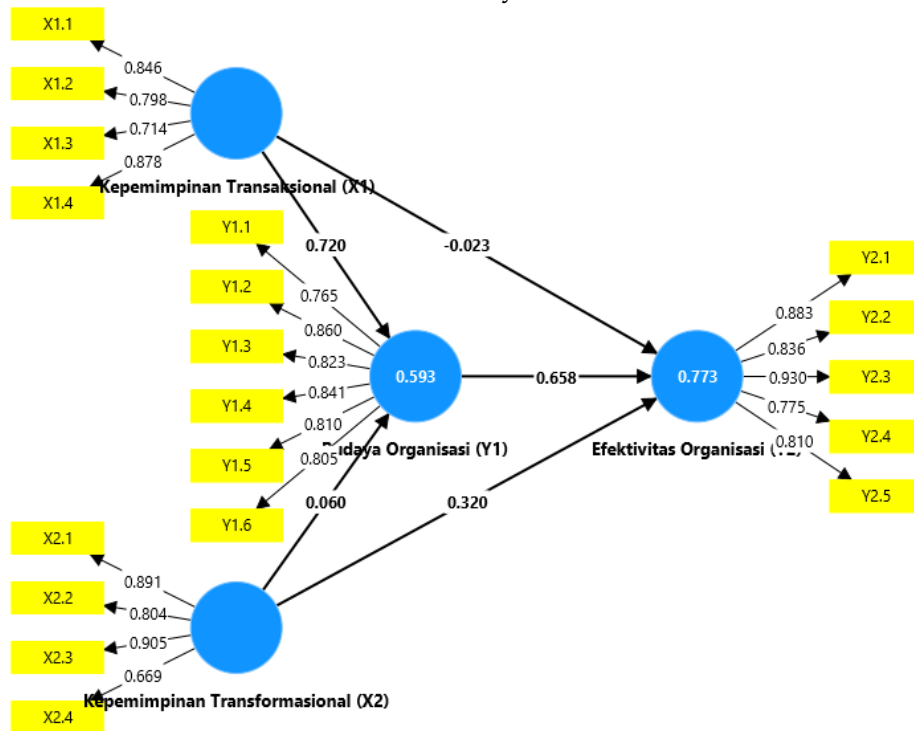 X1.1
0.846
X1.2
0.798
X1.3
0.714
X1.4
0.878
Kepemimpinan Transaksional (X1)
0.720
-0.023
Y1.1
0.765
Y1.2
0.860
Y1.3
0.823
Y1.4
0.841
Y1.5
0.810
Y1.6
0.805
0.593
Organisasi (Y1)
0.658
0.773
Efektivitas Organisasi
Y2.1
0.883
Y2.2
0.836
Y2.3
0.930
Y2.4
0.775
Y2.5
0.810
0.060
0.320
X2.1
0.891
X2.2
0.804
X2.3
0.905
X2.4
0.669
Kepemimpinan Transformasional (X2)